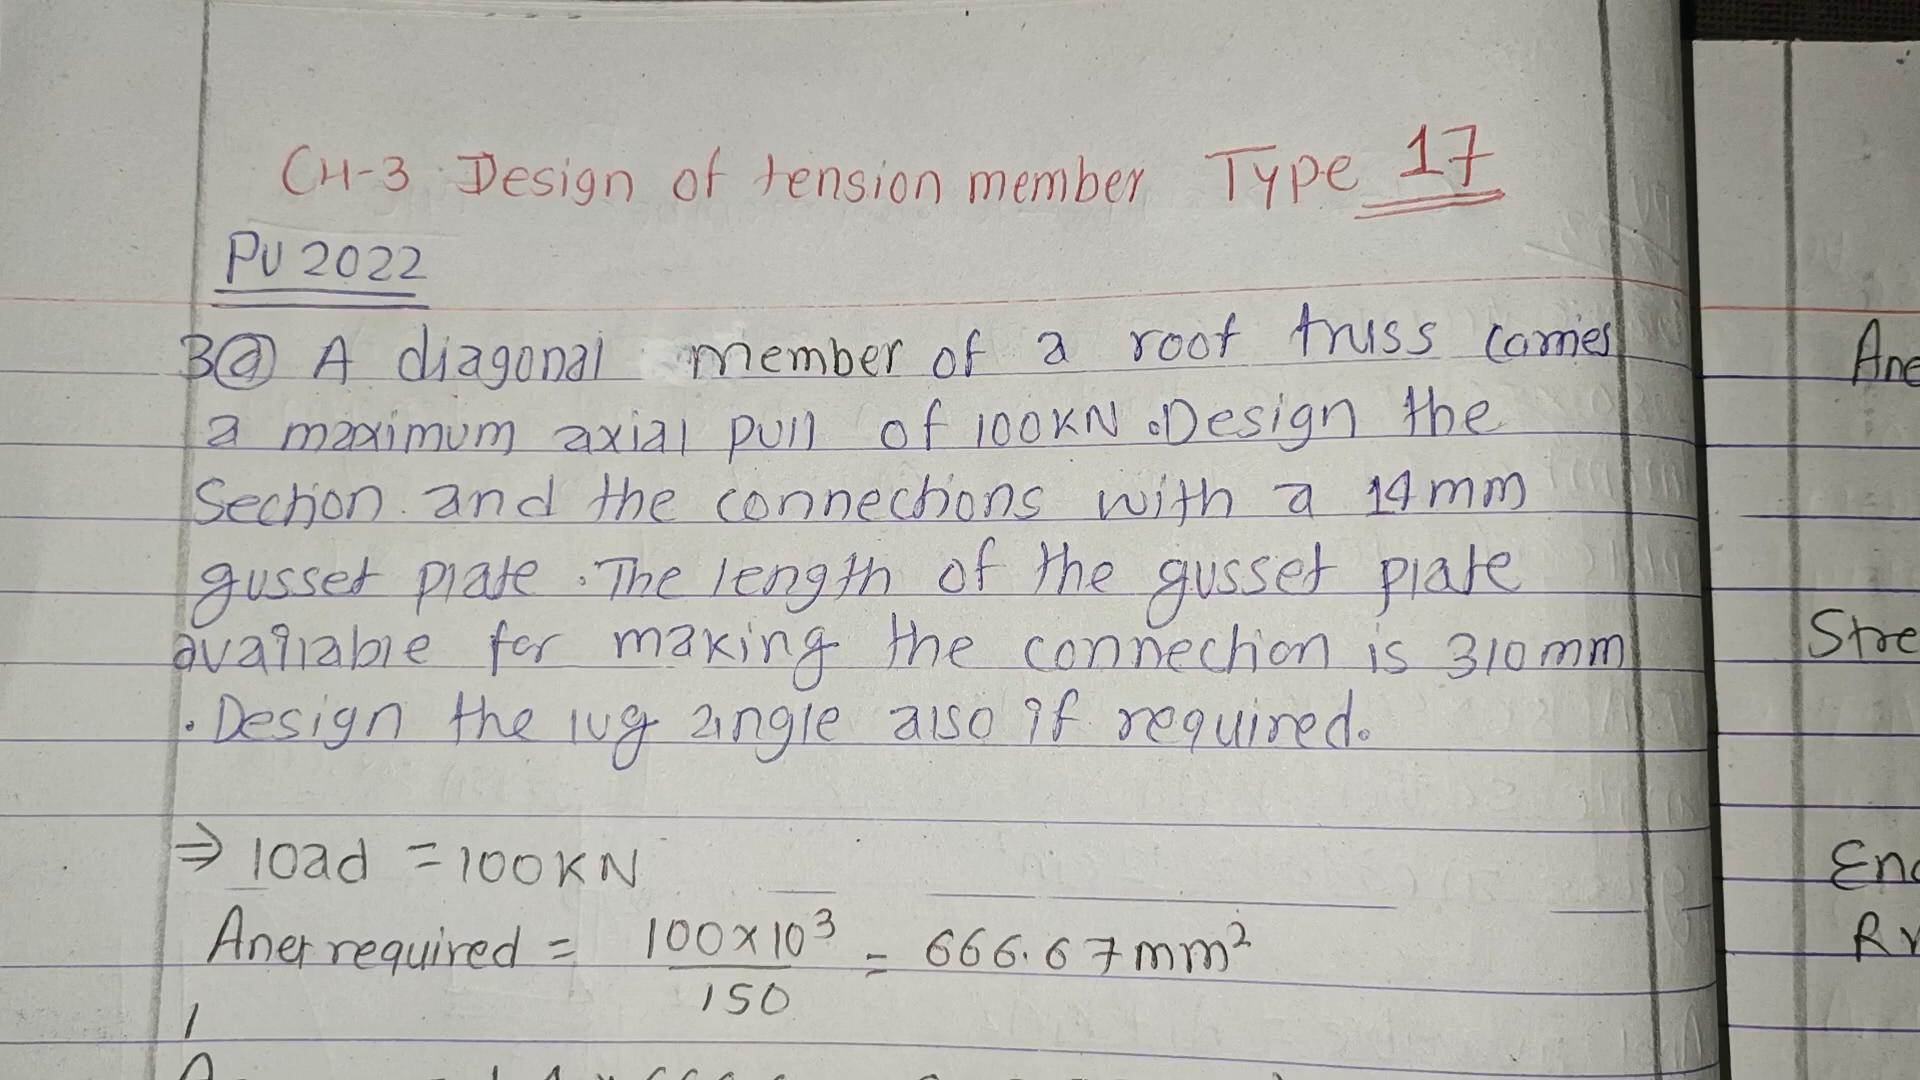 CH-3 Design of tension member Type 17
PU 2022
3(a) A diagonal member of a roof truss carries
a maximum axial pull of 100KN. Design the
Section and the connections with a 14mm
gusset plate. The length of the gusset plate
available for making the connection is 310mm
. Design the lug angle also if required.
⇒ load = 100KN
Anet required = 100×10³ / 150 = 666.67mm²